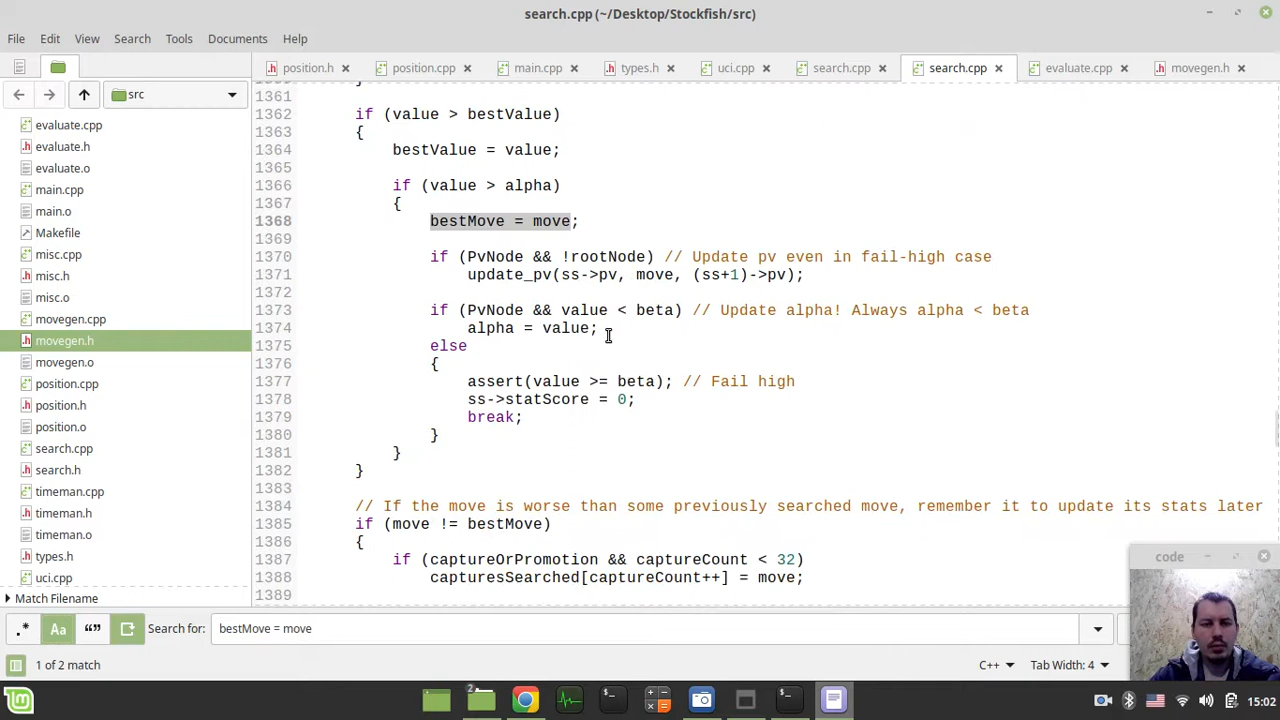 search.cpp (~/Desktop/Stockfish/src)
File Edit View Search Tools Documents Help
position.h position.cpp main.cpp types.h uci.cpp search.cpp search.cpp evaluate.cpp movegen.h
src
evaluate.cpp
evaluate.h
evaluate.o
main.cpp
main.o
Makefile
misc.cpp
misc.h
misc.o
movegen.cpp
movegen.h
movegen.o
position.cpp
position.h
position.o
search.cpp
search.h
timeman.cpp
timeman.h
timeman.o
types.h
uci.cpp
Match Filename
1361
1362 if (value > bestValue)
1363 {
1364 bestValue = value;
1365
1366 if (value > alpha)
1367 {
1368 bestMove = move;
1369
1370 if (PvNode && !rootNode) // Update pv even in fail-high case
1371 update_pv(ss->pv, move, (ss+1)->pv);
1372
1373 if (PvNode && value < beta) // Update alpha! Always alpha < beta
1374 alpha = value;
1375 else
1376 {
1377 assert(value >= beta); // Fail high
1378 ss->statScore = 0;
1379 break;
1380 }
1381 }
1382 }
1383
1384 // If the move is worse than some previously searched move, remember it to update its stats later
1385 if (move != bestMove)
1386 {
1387 if (captureOrPromotion && captureCount < 32)
1388 capturesSearched[captureCount++] = move;
1389
code
.* Aa “” Search for: bestMove = move
1 of 2 match C++ Tab Width: 4
2 15:02